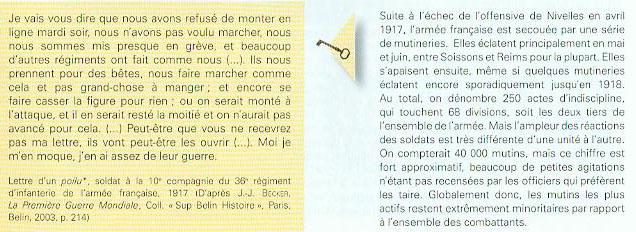 Je vais vous dire que nous avons refusé de monter en
ligne mardi soir, nous n'avons pas voulu marcher, nous
nous sommes mis presque en grève, et beaucoup
d'autres régiments ont fait comme nous (...). Ils nous
prennent pour des bêtes, nous faire marcher comme
cela et pas grand-chose à manger ; et encore se
faire casser la figure pour rien ; ou on serait monté à
l'attaque, et il en serait resté la moitié et on n'aurait pas
avancé pour cela. (...) Peut-être que vous ne recevrez
pas ma lettre, ils vont peut-être les ouvrir (...). Moi je
m'en moque, j'en ai assez de leur guerre.
Lettre d'un poilu*, soldat à la 10e compagnie du 36e régiment
d'infanterie de l'armée française, 1917. (D'après J.-J. BECKER,
La Première Guerre Mondiale, Coll. « Sup Belin Histoire », Paris,
Belin, 2003, p. 214)
Suite à l'échec de l'offensive de Nivelles en avril
1917, l'armée française est secouée par une série
de mutineries. Elles éclatent principalement en mai
et juin, entre Soissons et Reims pour la plupart. Elles
s'apaisent ensuite, même si quelques mutineries
éclatent encore sporadiquement jusqu'en 1918.
Au total, on dénombre 250 actes d'indiscipline,
qui touchent 68 divisions, soit les deux tiers de
l'ensemble de l'armée. Mais l'ampleur des réactions
des soldats est très différente d'une unité à l'autre.
On compterait 40 000 mutins, mais ce chiffre est
fort approximatif, beaucoup de petites agitations
n'étant pas recensées par les officiers qui préfèrent
les taire. Globalement donc, les mutins les plus
actifs restent extrêmement minoritaires par rapport
à l'ensemble des combattants.